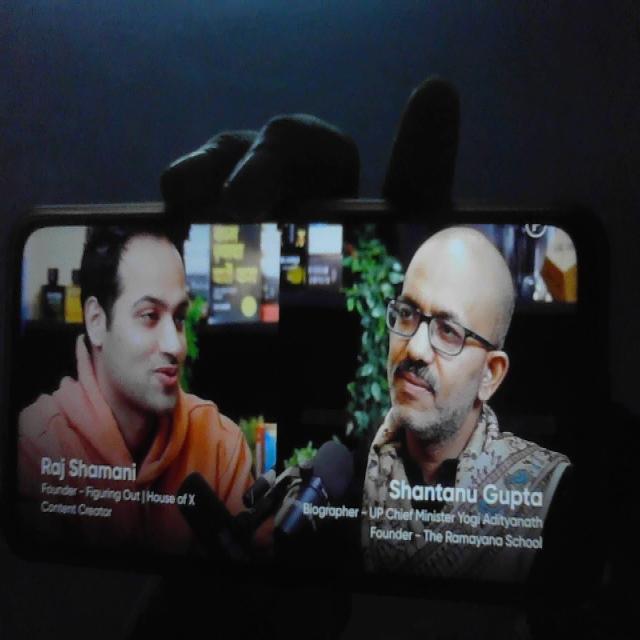 Raj Shamani
Founder - Figuring Out | House of X
Content Creator
Shantanu Gupta
Biographer - UP Chief Minister Yogi Adityanath
Founder - The Ramayana School